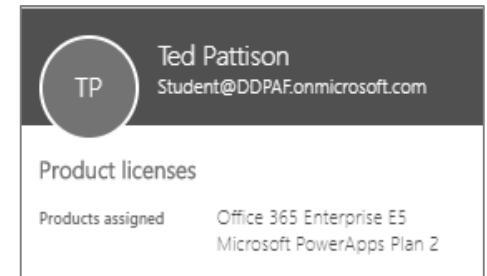 TP
Ted Pattison
Student@DDPAF.onmicrosoft.com
Product licenses
Products assigned
Office 365 Enterprise E5
Microsoft PowerApps Plan 2